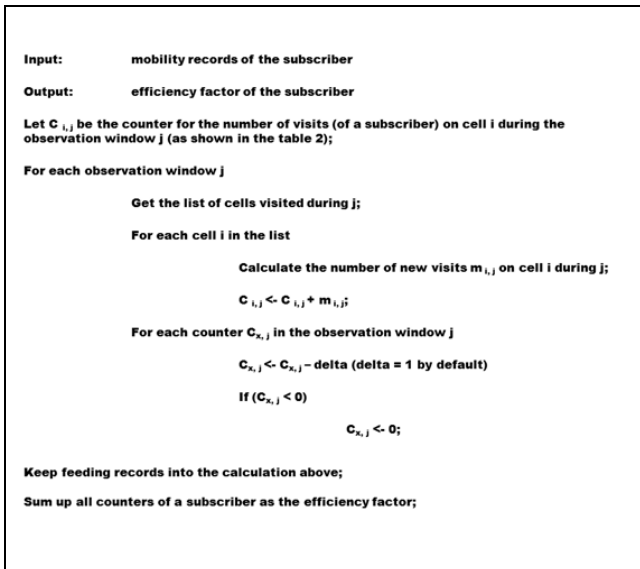 Input: mobility records of the subscriber
Output: efficiency factor of the subscriber
Let C i, j be the counter for the number of visits (of a subscriber) on cell i during the
observation window j (as shown in the table 2);
For each observation window j
Get the list of cells visited during j;
For each cell i in the list
Calculate the number of new visits m i, j on cell i during j;
C i, j <- C i, j + m i, j;
For each counter Cx, j in the observation window j
Cx, j <- Cx, j – delta (delta = 1 by default)
If (Cx, j < 0)
Cx, j <- 0;
Keep feeding records into the calculation above;
Sum up all counters of a subscriber as the efficiency factor;